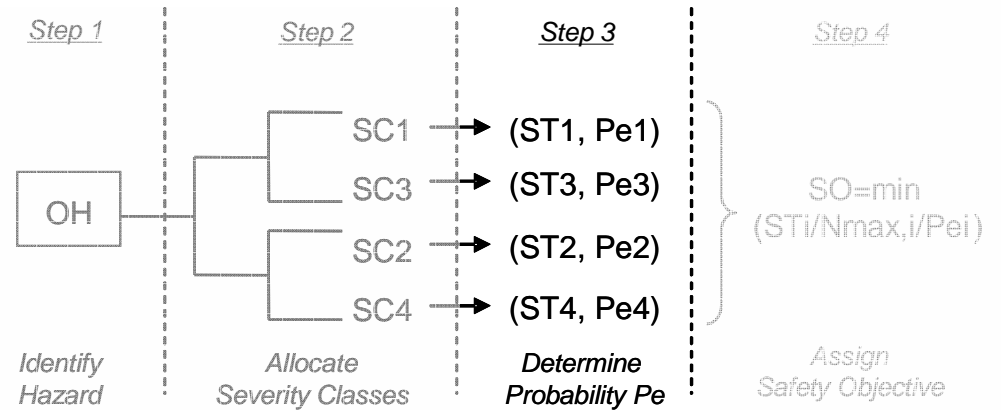 Step 1
Step 2
Step 3
Step 4
OH
SC1
(ST1, Pe1)
SC3
(ST3, Pe3)
SC2
(ST2, Pe2)
SC4
(ST4, Pe4)
SO=min
(STi/Nmax,i/Pei)
Identify
Hazard
Allocate
Severity Classes
Determine
Probability Pe
Assign
Safety Objective